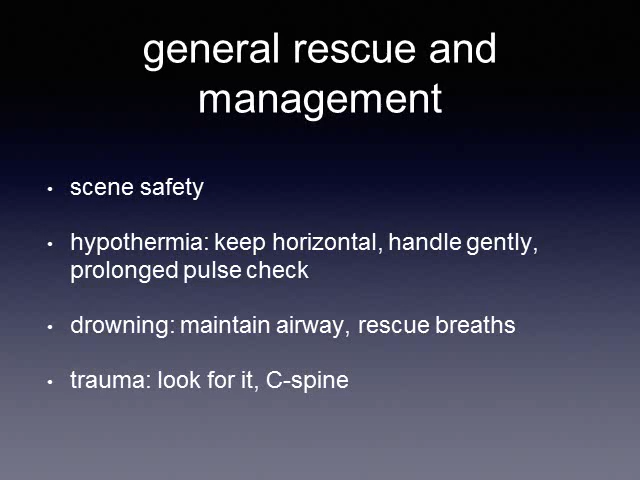 general rescue and
management
• scene safety
• hypothermia: keep horizontal, handle gently,
prolonged pulse check
• drowning: maintain airway, rescue breaths
• trauma: look for it, C-spine